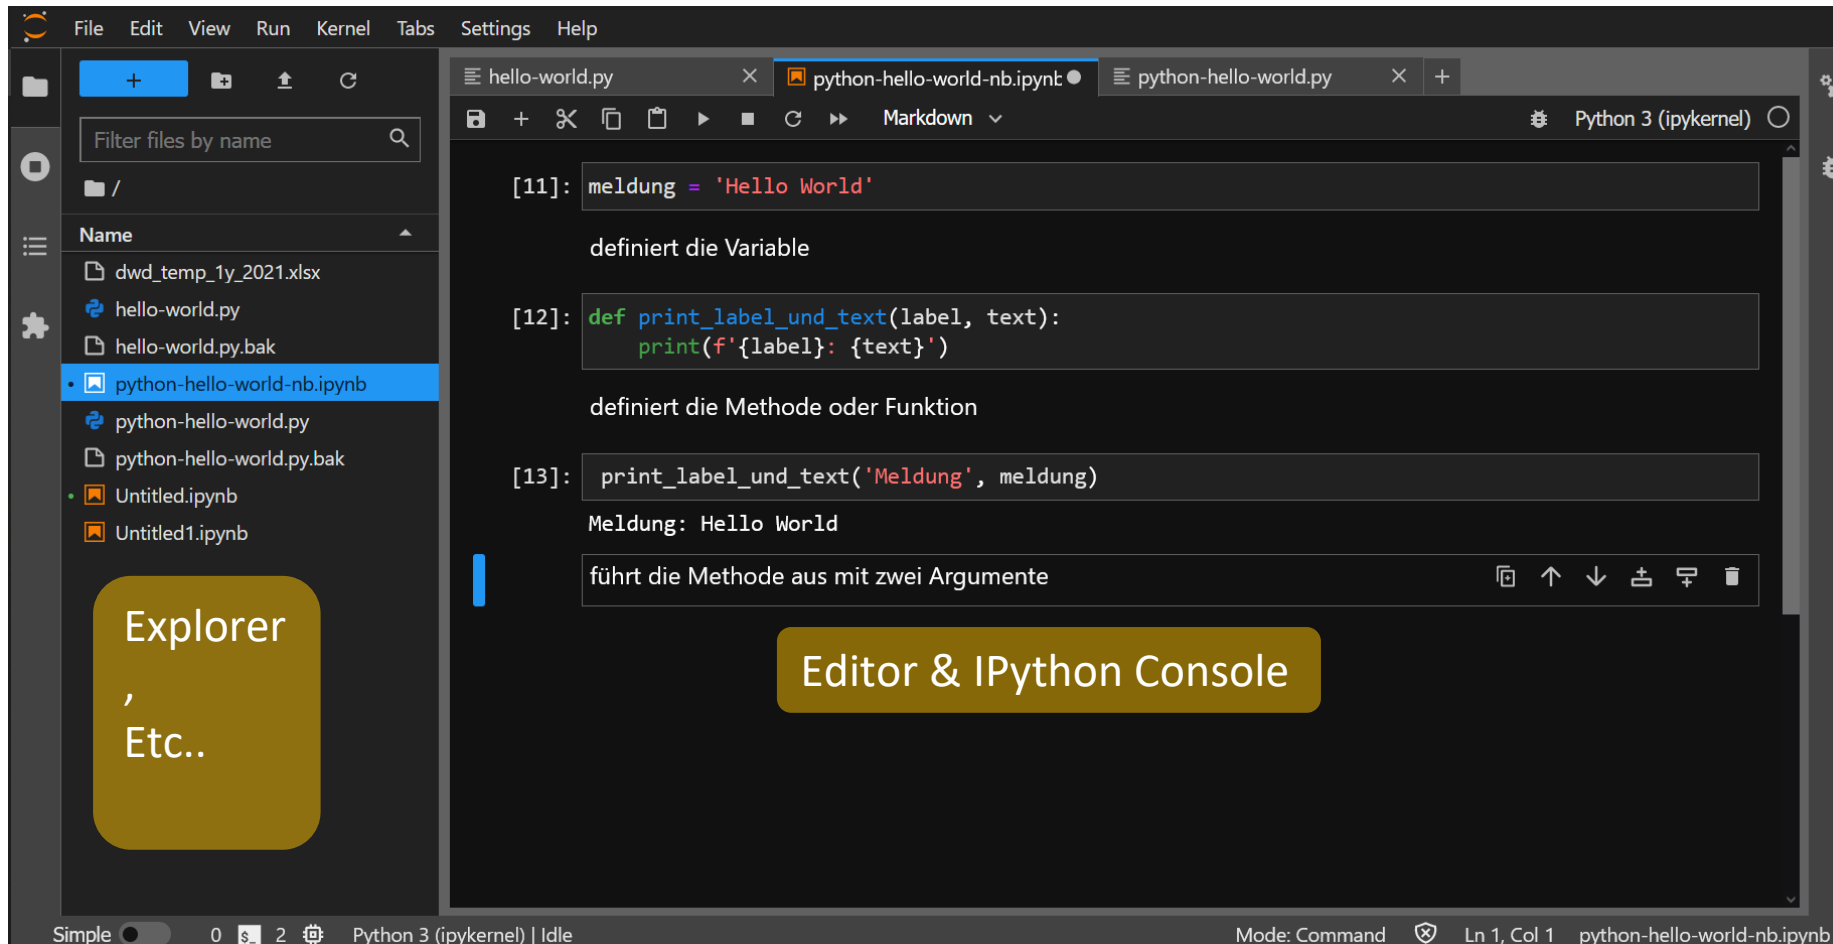 File Edit View Run Kernel Tabs Settings Help
+
Filter files by name
/
Name
dwd_temp_1y_2021.xlsx
hello-world.py
hello-world.py.bak
python-hello-world-nb.ipynb
python-hello-world.py
python-hello-world.py.bak
Untitled.ipynb
Untitled1.ipynb
Explorer
,
Etc..
hello-world.py python-hello-world-nb.ipynb python-hello-world.py +
Markdown Python 3 (ipykernel)
[11]: meldung = 'Hello World'
definiert die Variable
[12]: def print_label_und_text(label, text):
print(f'{label}: {text}')
definiert die Methode oder Funktion
[13]: print_label_und_text('Meldung', meldung)
Meldung: Hello World
führt die Methode aus mit zwei Argumente
Editor & IPython Console
Simple 0 $_ 2 Python 3 (ipykernel) | Idle Mode: Command Ln 1, Col 1 python-hello-world-nb.ipynb